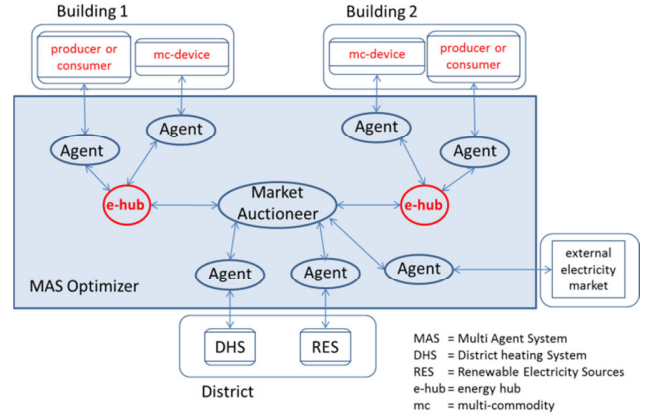 Building 1
Building 2
producer or
consumer
mc-device
mc-device
producer or
consumer
Agent
Agent
Agent
Agent
e-hub
Market
Auctioneer
e-hub
Agent
Agent
Agent
MAS Optimizer
external
electricity
market
DHS
RES
District
MAS = Multi Agent System
DHS = District heating System
RES = Renewable Electricity Sources
e-hub = energy hub
mc = multi-commodity